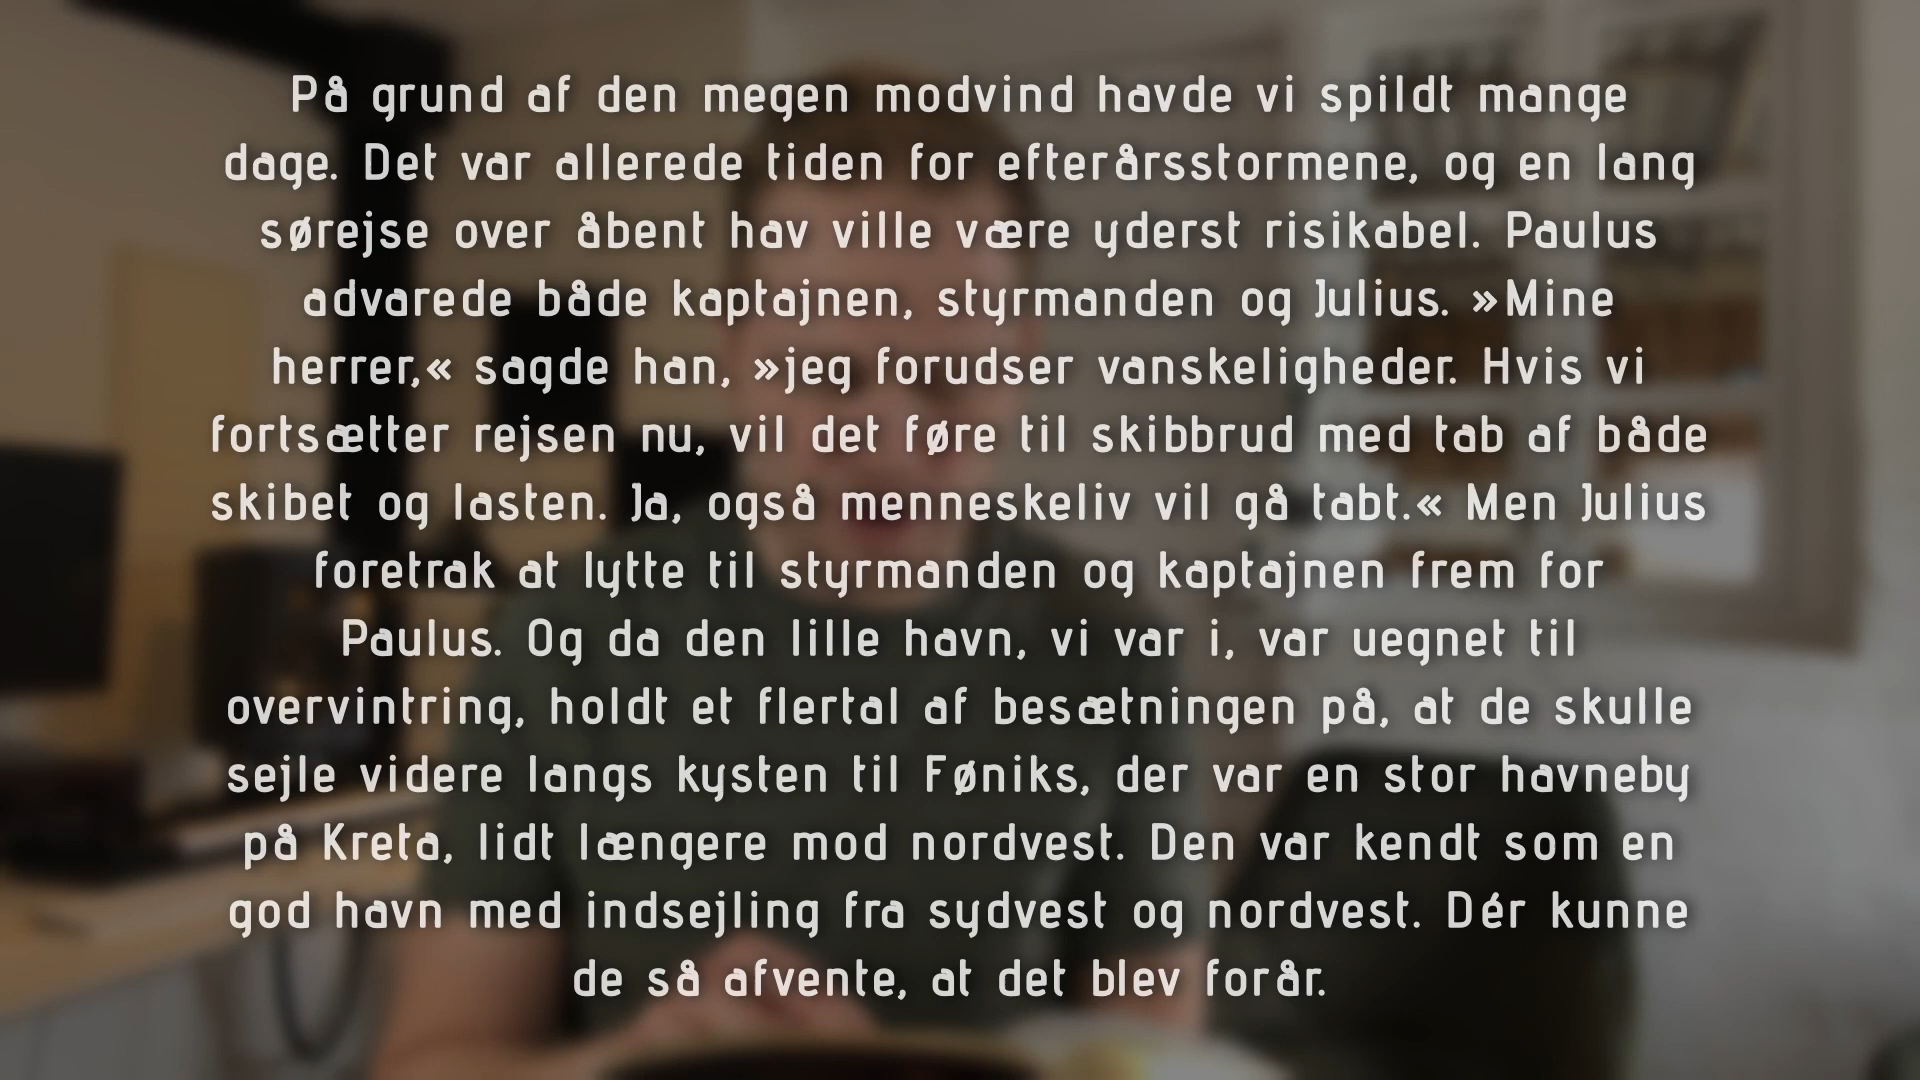 På grund af den megen modvind havde vi spildt mange
dage. Det var allerede tiden for efterårsstormene, og en lang
sørejse over åbent hav ville være yderst risikabel. Paulus
advarede både kaptajnen, styrmanden og Julius. »Mine
herrer,« sagde han, »jeg forudser vanskeligheder. Hvis vi
fortsætter rejsen nu, vil det føre til skibbrud med tab af både
skibet og lasten. Ja, også menneskeliv vil gå tabt.« Men Julius
foretrak at lytte til styrmanden og kaptajnen frem for
Paulus. Og da den lille havn, vi var i, var uegnet til
overvintring, holdt et flertal af besætningen på, at de skulle
sejle videre langs kysten til Føniks, der var en stor havneby
på Kreta, lidt længere mod nordvest. Den var kendt som en
god havn med indsejling fra sydvest og nordvest. Dér kunne
de så afvente, at det blev forår.